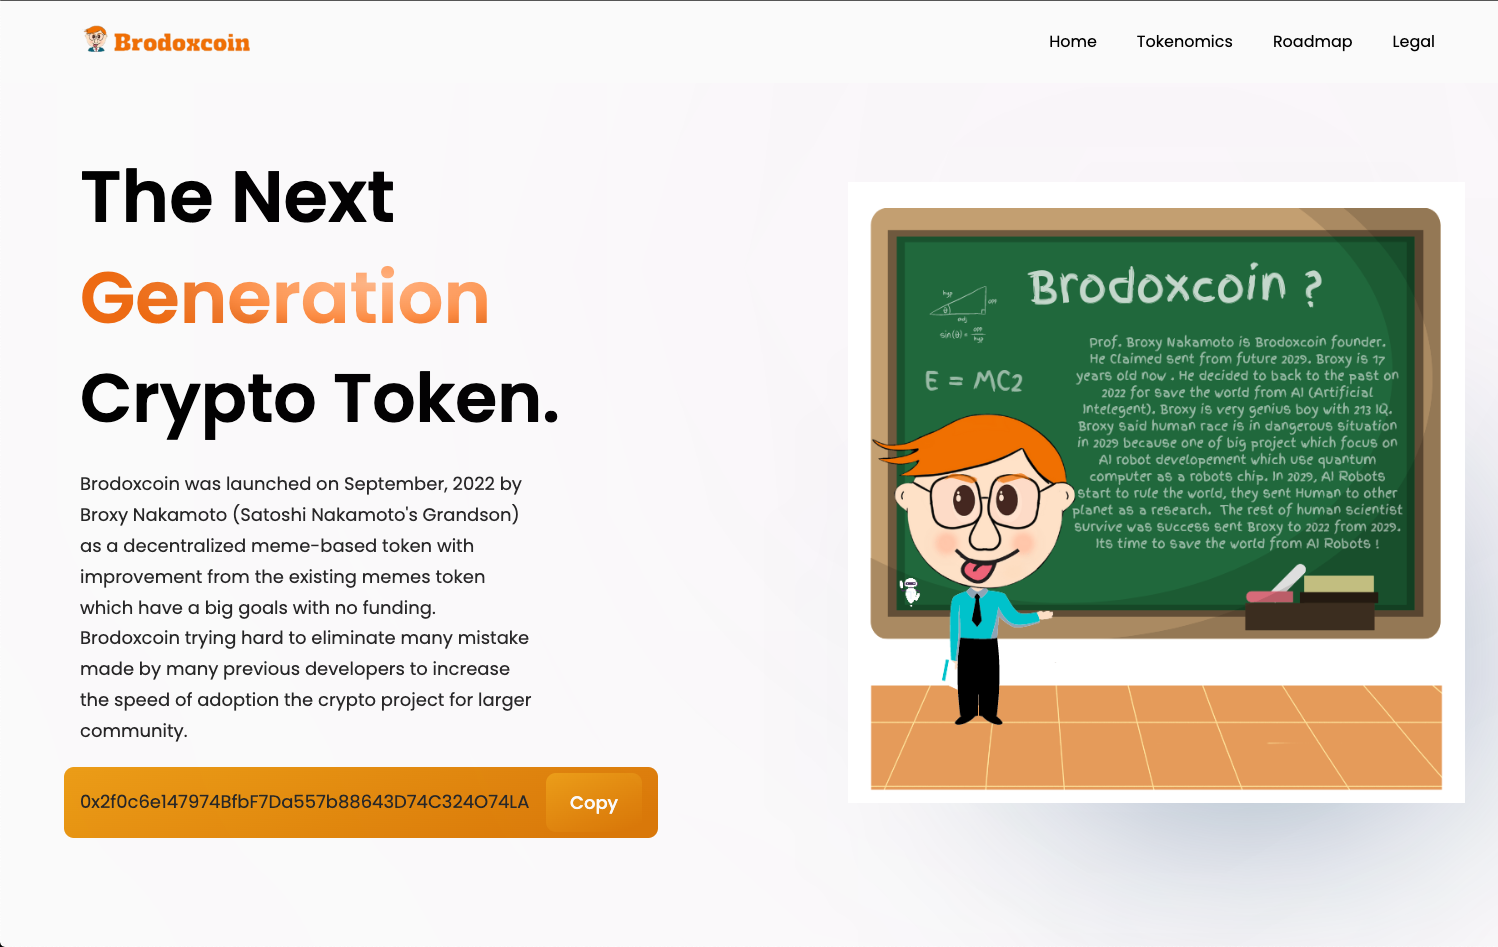 Brodoxcoin
Home Tokenomics Roadmap Legal
The Next
Generation
Crypto Token.
Brodoxcoin was launched on September, 2022 by
Broxy Nakamoto (Satoshi Nakamoto's Grandson)
as a decentralized meme-based token with
improvement from the existing memes token
which have a big goals with no funding.
Brodoxcoin trying hard to eliminate many mistake
made by many previous developers to increase
the speed of adoption the crypto project for larger
community.
0x2f0c6e147974BfbF7Da557b88643D74C324O74LA
Copy
Brodoxcoin ?
hyp
opp
θ
adj
sin(θ) = opp
hyp
E = MC2
Prof. Broxy Nakamoto is Brodoxcoin founder.
He Claimed sent from future 2029. Broxy is 17
years old now . He decided to back to the past on
2022 for save the world from AI (Artificial
Intelegent). Broxy is very genius boy with 213 IQ.
Broxy said human race is in dangerous situation
in 2029 because one of big project which focus on
AI robot developement which use quantum
computer as a robots chip. In 2029, AI Robots
start to rule the world, they sent Human to other
planet as a research. The rest of human scientist
survive was success sent Broxy to 2022 from 2029.
Its time to save the world from AI Robots !